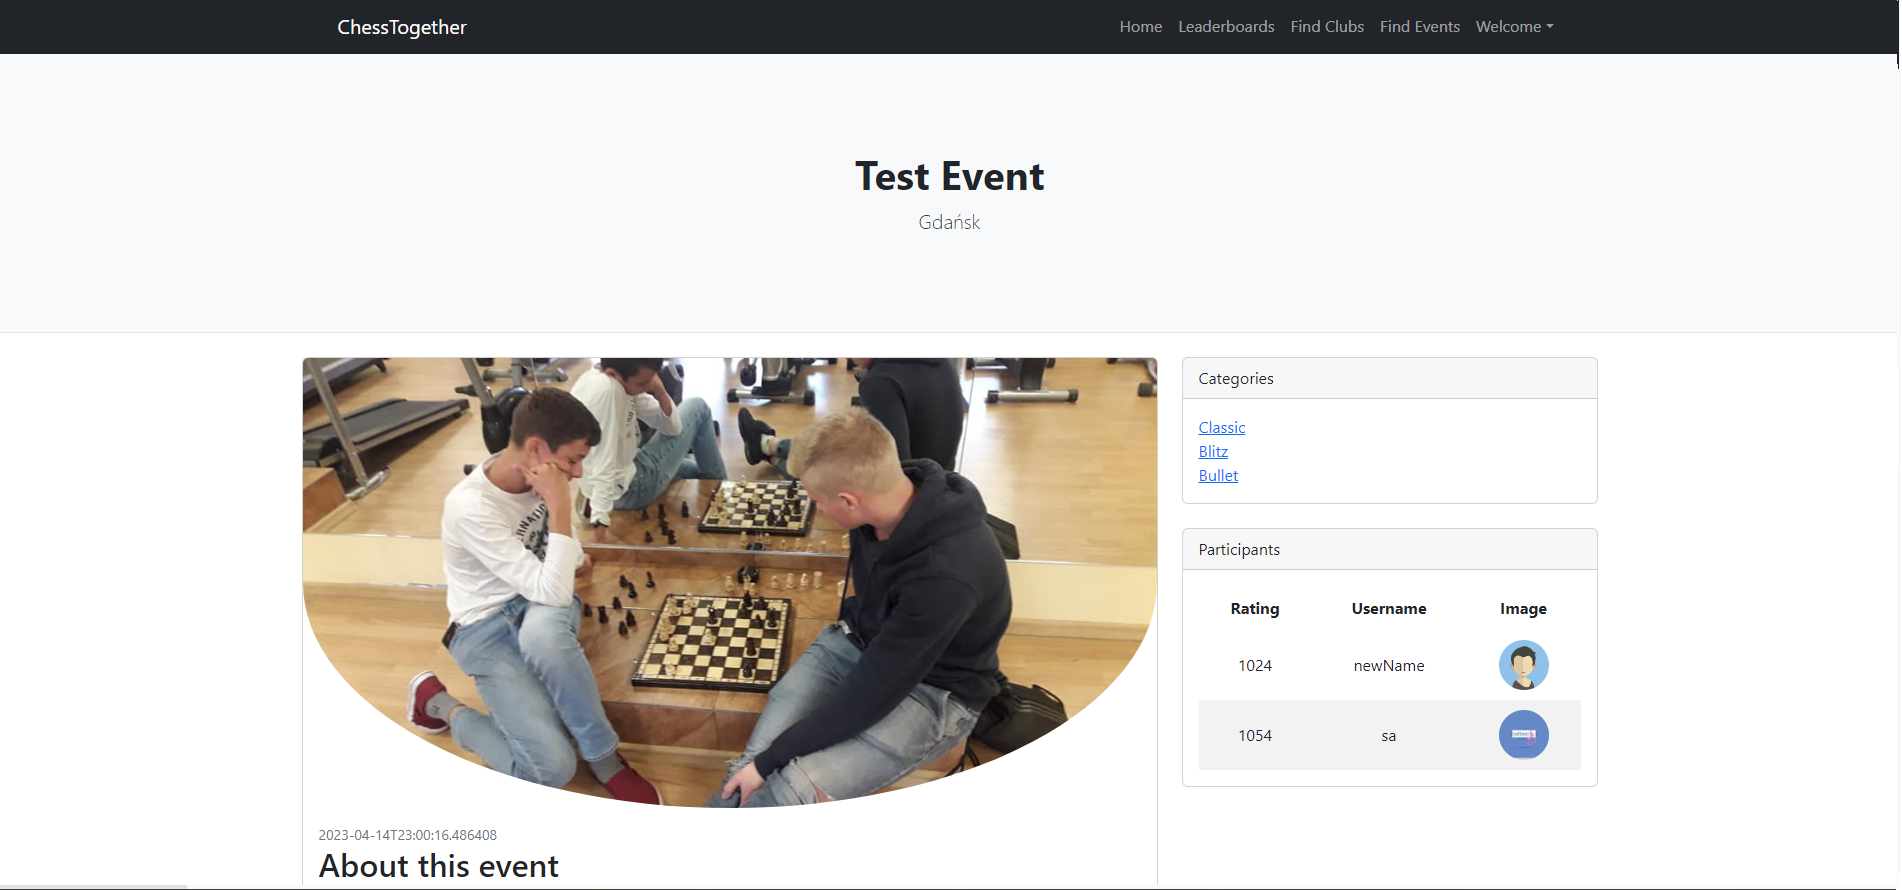 ChessTogether
Home Leaderboards Find Clubs Find Events Welcome
Test Event
Gdańsk
Categories
Classic
Blitz
Bullet
Participants
Rating Username Image
1024 newName
1054 sa
2023-04-14T23:00:16.486408
About this event